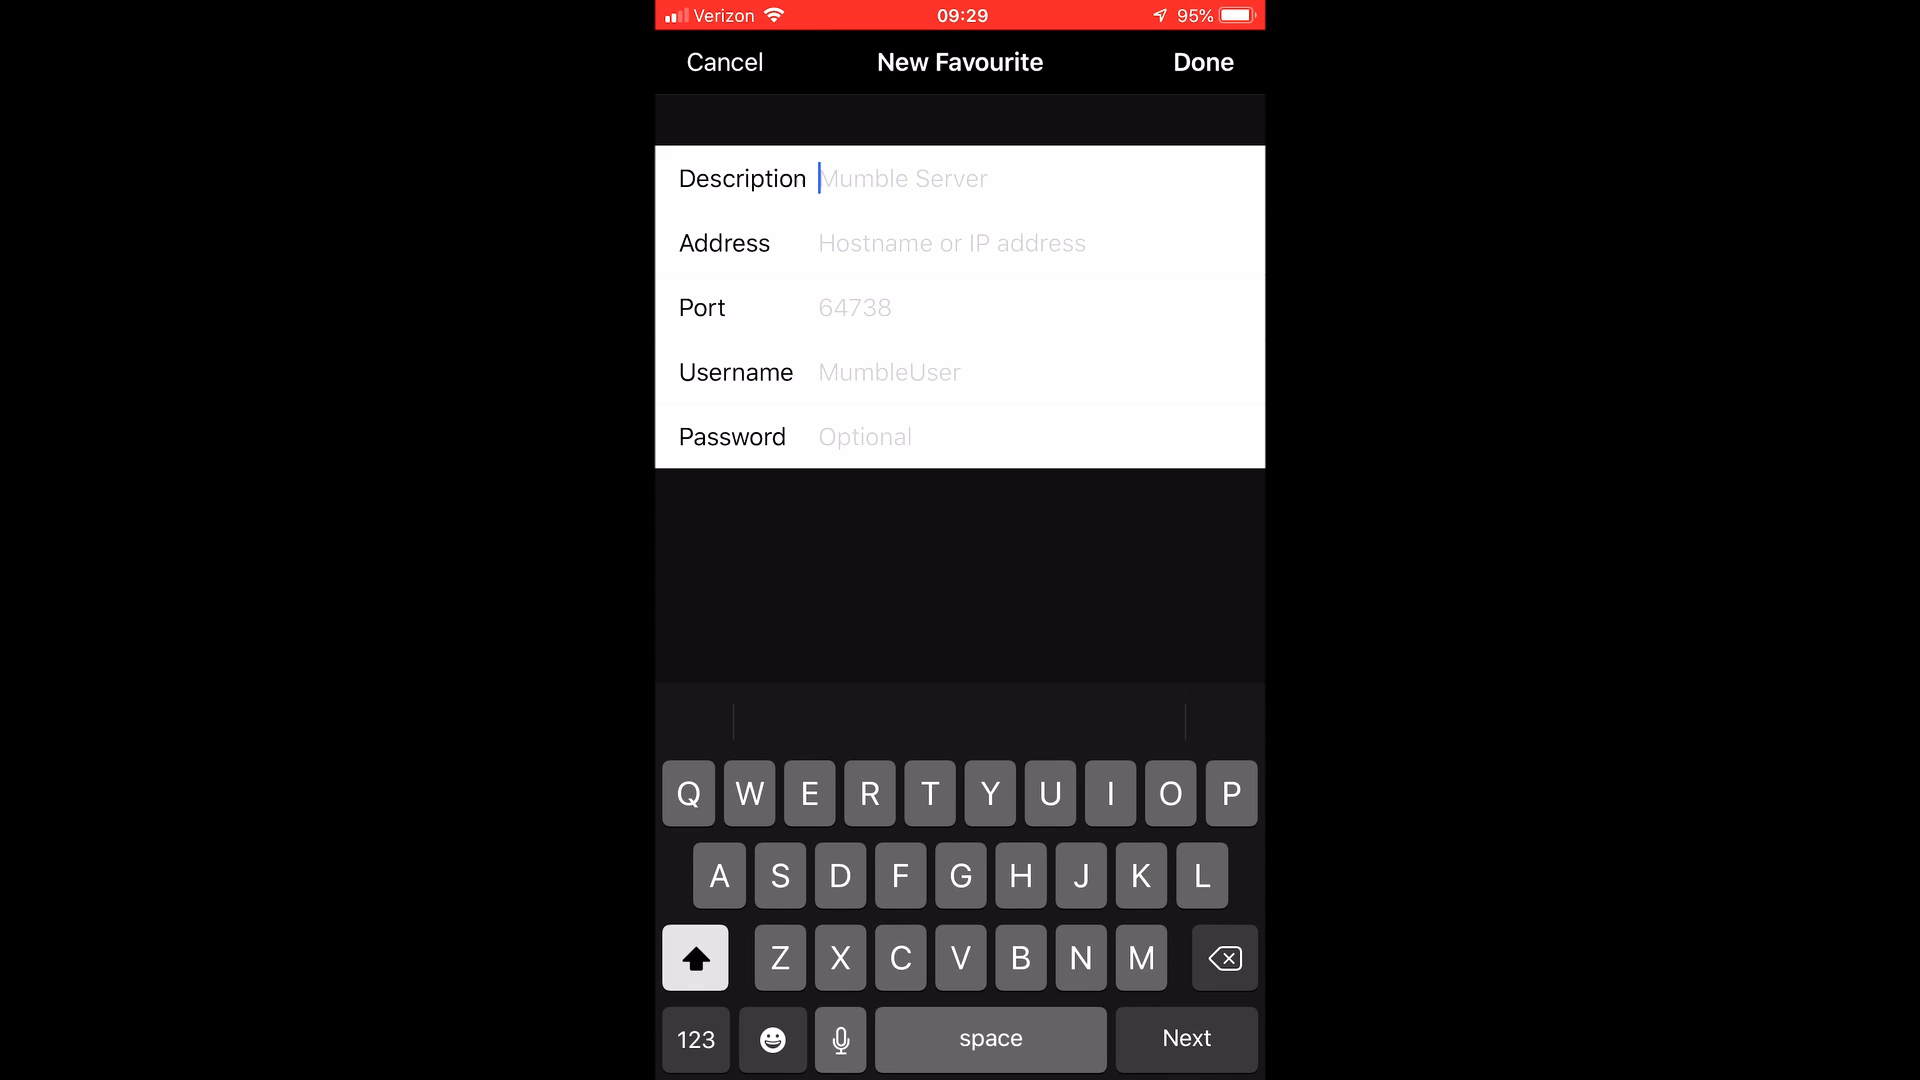 Verizon 09:29 95%
Cancel New Favourite Done
Description Mumble Server
Address Hostname or IP address
Port 64738
Username MumbleUser
Password Optional
Q W E R T Y U I O P
A S D F G H J K L
Z X C V B N M
123 space Next